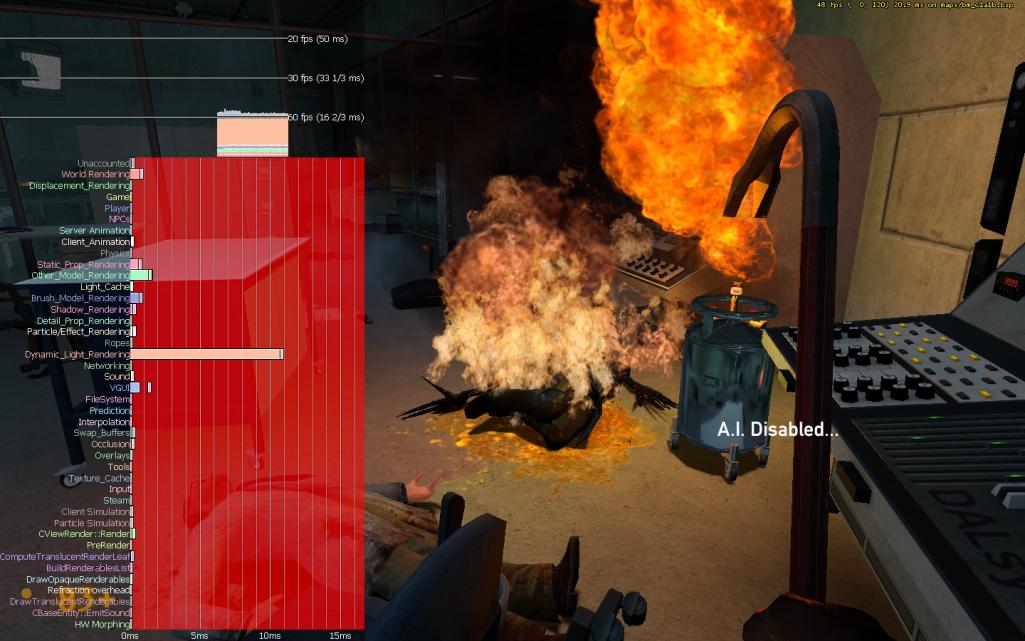 48 fps ( 0, 120) 20.9 ms on maps/bm_c1a1b.bsp
20 fps (50 ms)
30 fps (33 1/3 ms)
60 fps (16 2/3 ms)
Unaccounted
World Rendering
Displacement_Rendering
Game
Player
NPCs
Server Animation
Client_Animation
Physics
Static_Prop_Rendering
Other_Model_Rendering
Light_Cache
Brush_Model_Rendering
Shadow_Rendering
Detail_Prop_Rendering
Particle/Effect_Rendering
Ropes
Dynamic_Light_Rendering
Networking
Sound
VGUI
FileSystem
Prediction
Interpolation
Swap_Buffers
Occlusion
Overlays
Tools
Texture_Cache
Input
Steam
Client Simulation
Particle Simulation
CViewRender::Render
PreRender
ComputeTranslucentRenderLeaf
BuildRenderablesList
DrawOpaqueRenderables
Refraction overhead
DrawTranslucentRenderables
CBaseEntity::EmitSound
HW Morphing
0ms 5ms 10ms 15ms
A.I. Disabled...
DALSY